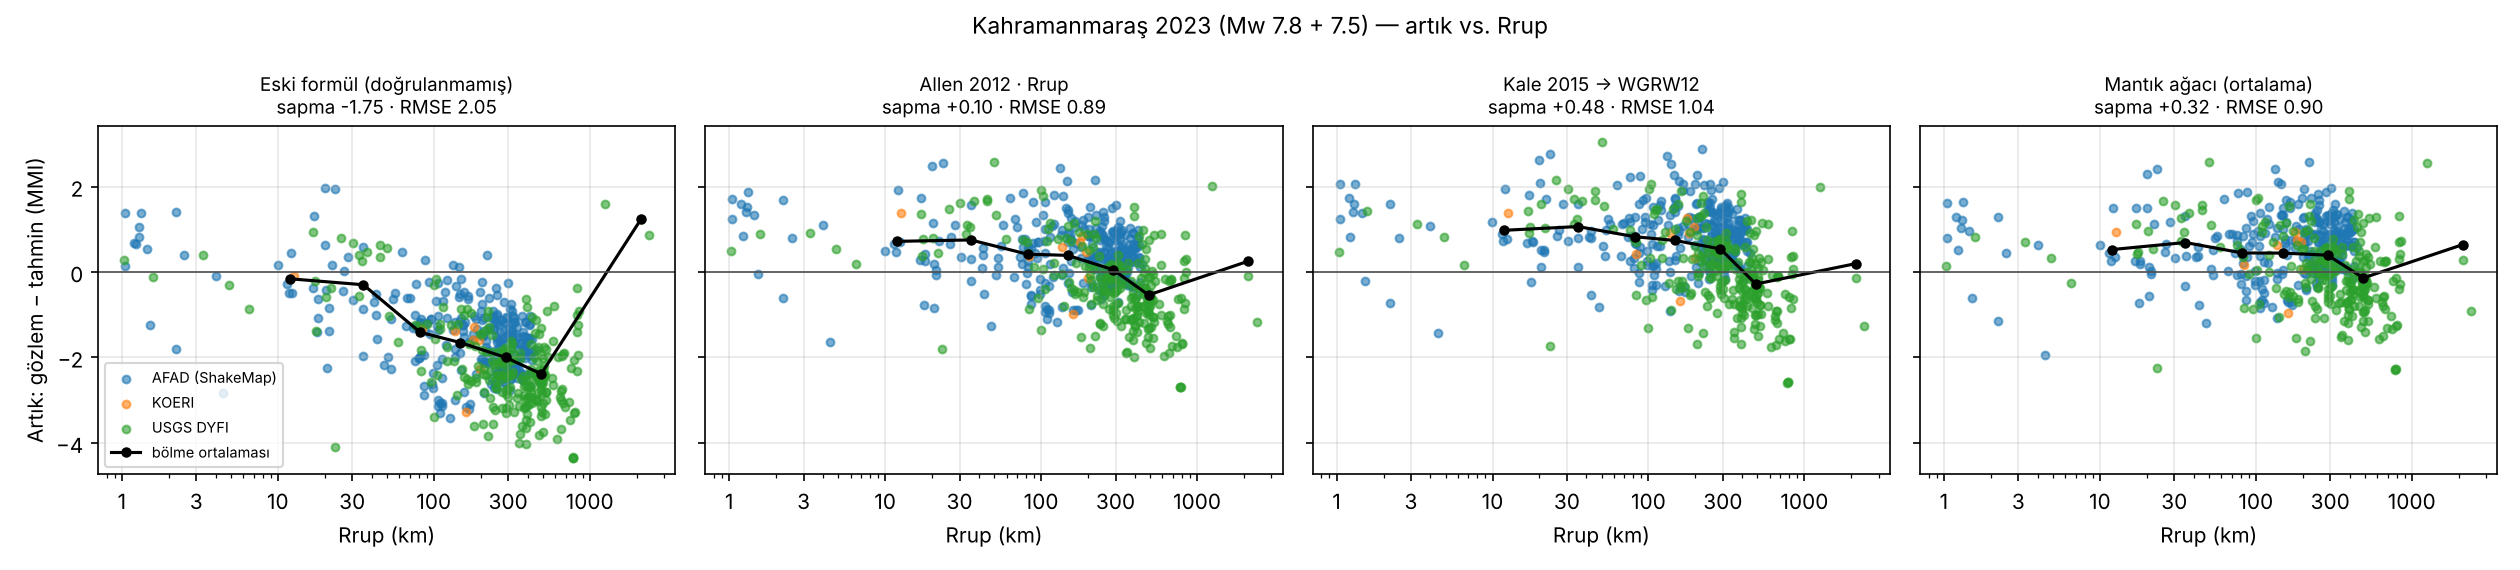 Kahramanmaraş 2023 (Mw 7.8 + 7.5) — artık vs. Rrup
Eski formül (doğrulanmamış)
sapma -1.75 · RMSE 2.05
Allen 2012 · Rrup
sapma +0.10 · RMSE 0.89
Kale 2015 → WGRW12
sapma +0.48 · RMSE 1.04
Mantık ağacı (ortalama)
sapma +0.32 · RMSE 0.90
Artık: gözlem − tahmin (MMI)
2
0
−2
−4
AFAD (ShakeMap)
KOERI
USGS DYFI
bölme ortalaması
1 3 10 30 100 300 1000
1 3 10 30 100 300 1000
1 3 10 30 100 300 1000
1 3 10 30 100 300 1000
Rrup (km)
Rrup (km)
Rrup (km)
Rrup (km)